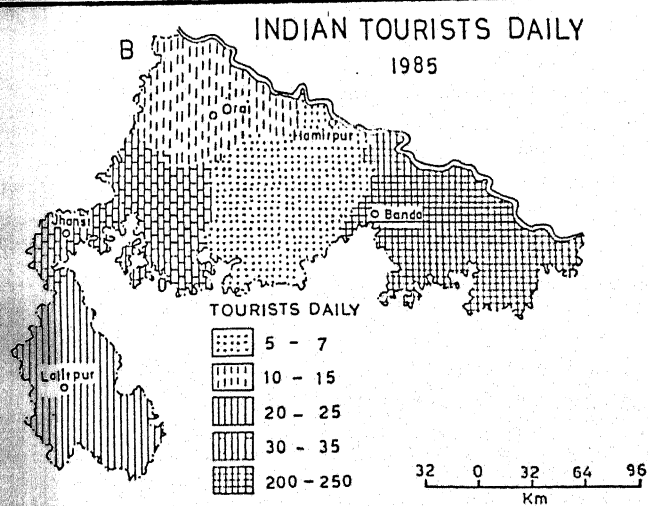 INDIAN TOURISTS DAILY
1985
B
Orai
Hamirpur
Jhansi
Banda
Lalitpur
TOURISTS DAILY
5 - 7
10 - 15
20 - 25
30 - 35
200 - 250
32 0 32 64 96
Km